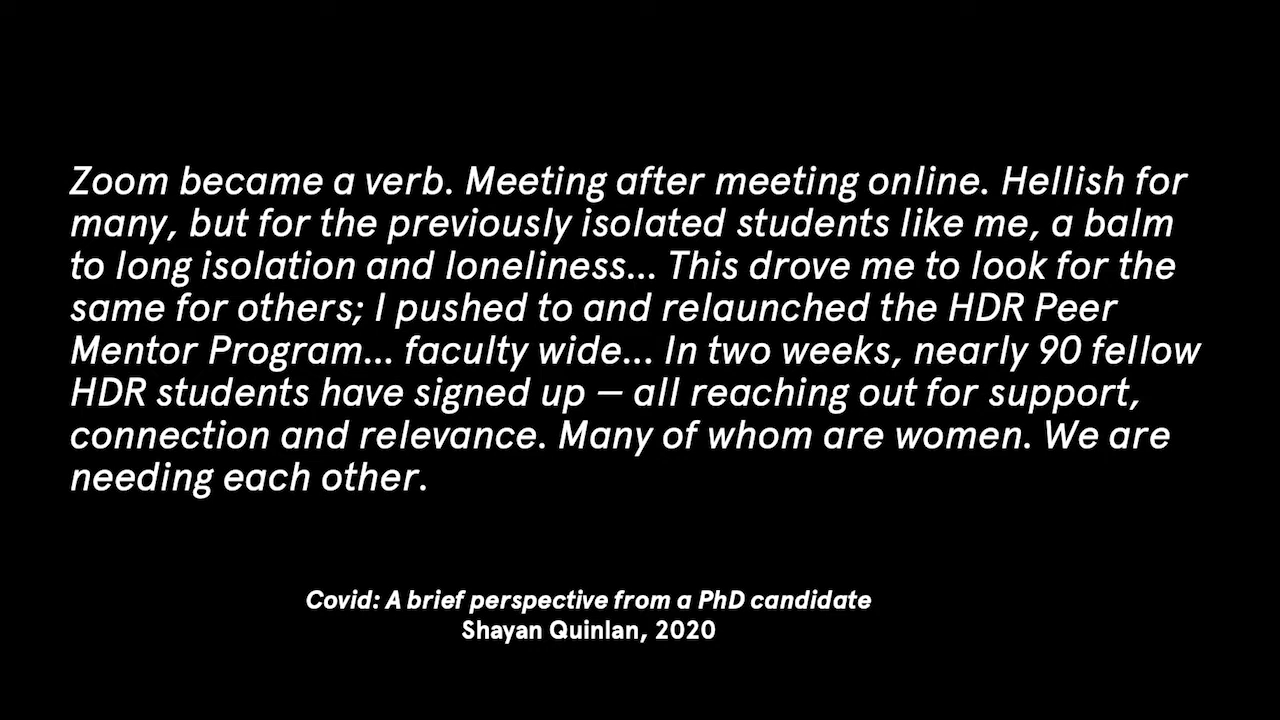 Zoom became a verb. Meeting after meeting online. Hellish for
many, but for the previously isolated students like me, a balm
to long isolation and loneliness... This drove me to look for the
same for others; I pushed to and relaunched the HDR Peer
Mentor Program... faculty wide... In two weeks, nearly 90 fellow
HDR students have signed up – all reaching out for support,
connection and relevance. Many of whom are women. We are
needing each other.
Covid: A brief perspective from a PhD candidate
Shayan Quinlan, 2020